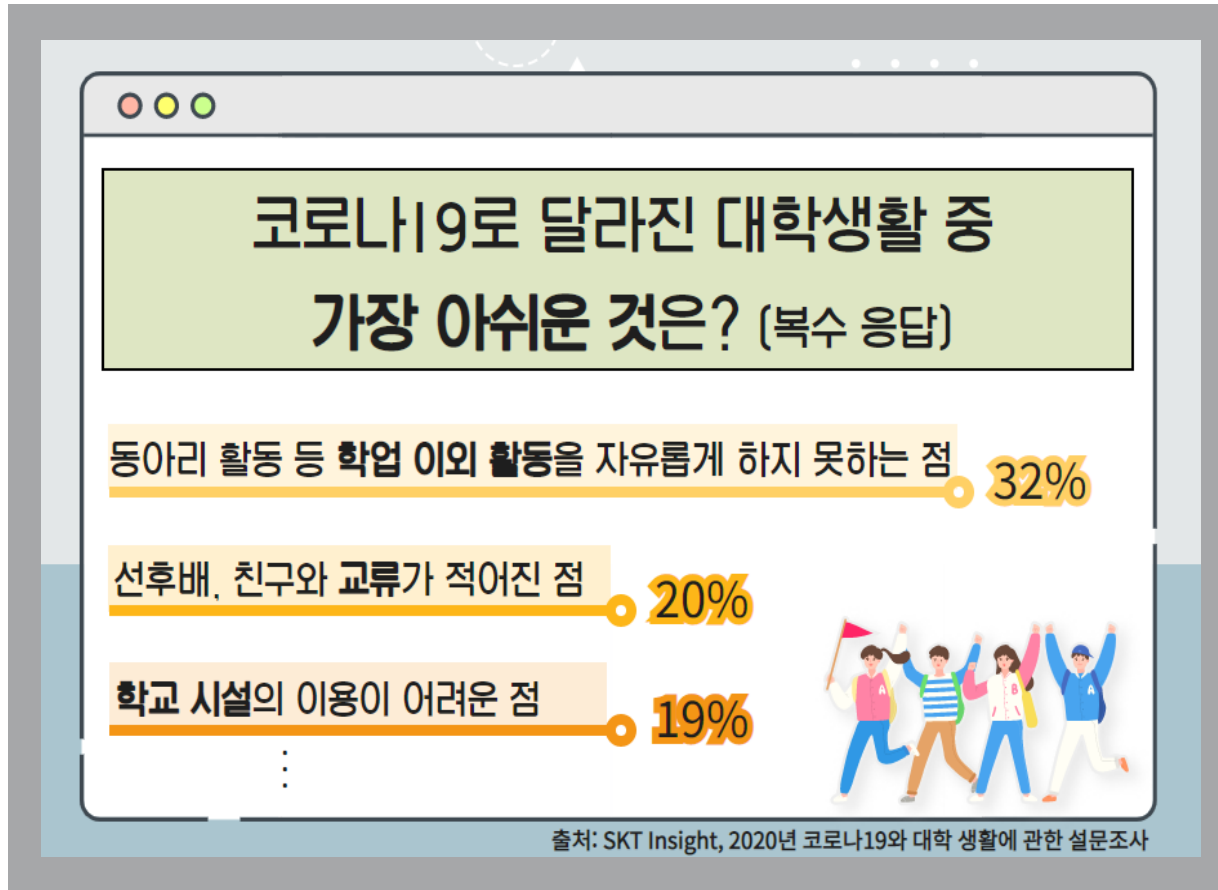 코로나19로 달라진 대학생활 중
가장 아쉬운 것은? (복수 응답)
동아리 활동 등 학업 이외 활동을 자유롭게 하지 못하는 점
32%
선후배, 친구와 교류가 적어진 점
20%
학교 시설의 이용이 어려운 점
19%
⋮
A
B
A
출처: SKT Insight, 2020년 코로나19와 대학 생활에 관한 설문조사